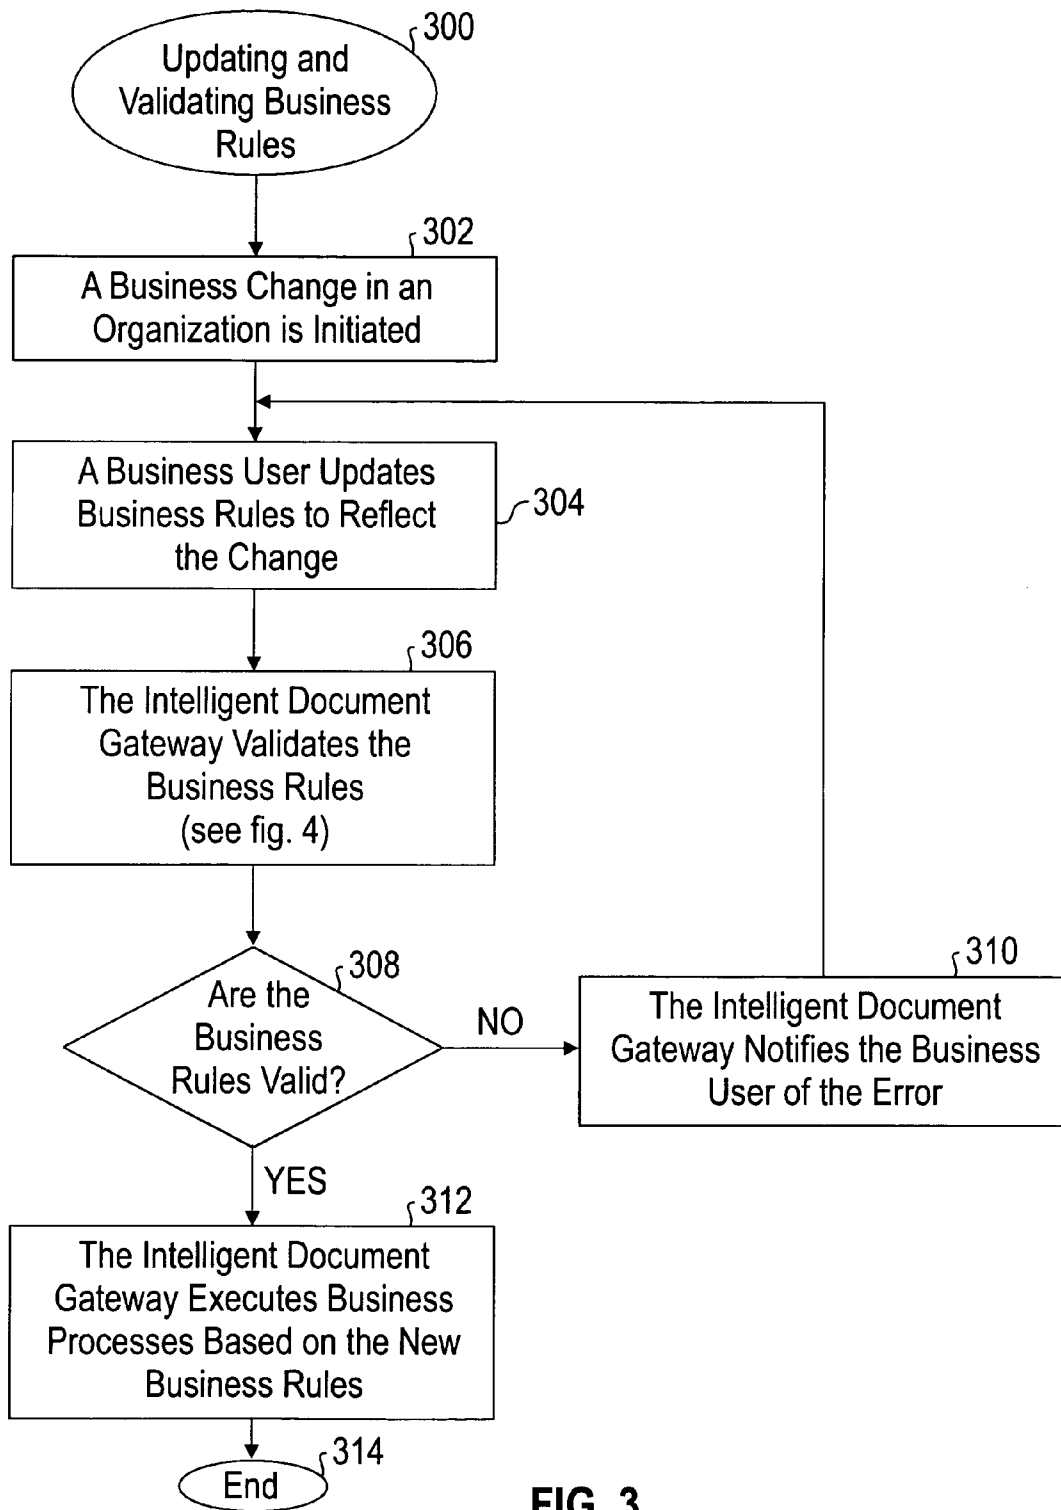 300
Updating and
Validating Business
Rules
302
A Business Change in an
Organization is Initiated
A Business User Updates
Business Rules to Reflect
the Change
304
306
The Intelligent Document
Gateway Validates the
Business Rules
(see fig. 4)
308
Are the
Business
Rules Valid?
NO
310
The Intelligent Document
Gateway Notifies the Business
User of the Error
YES
312
The Intelligent Document
Gateway Executes Business
Processes Based on the New
Business Rules
314
End
FIG. 3